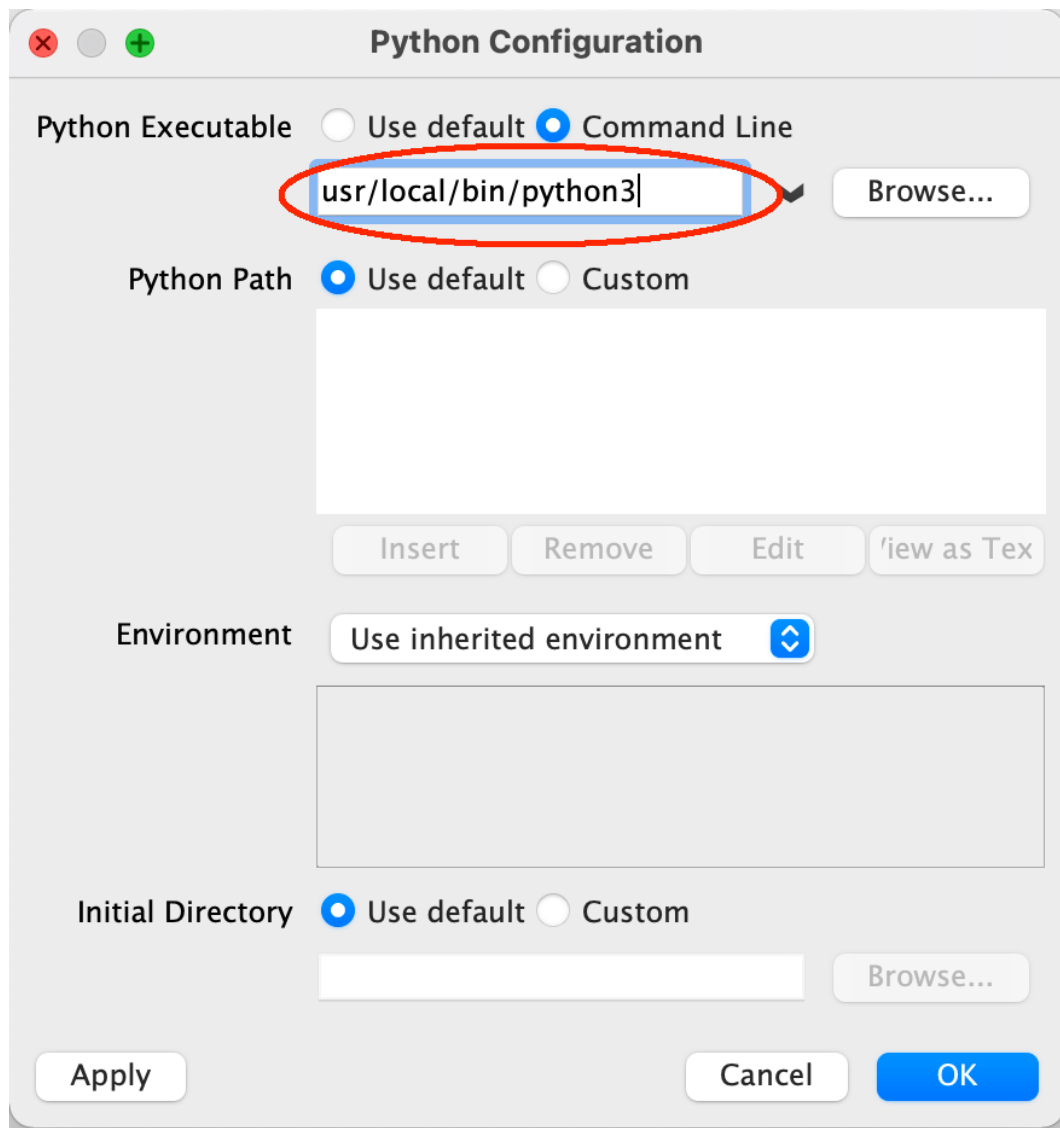 Python Configuration
Python Executable Use default Command Line
usr/local/bin/python3 Browse...
Python Path Use default Custom
Insert Remove Edit 'iew as Tex
Environment Use inherited environment
Initial Directory Use default Custom
Browse...
Apply Cancel OK